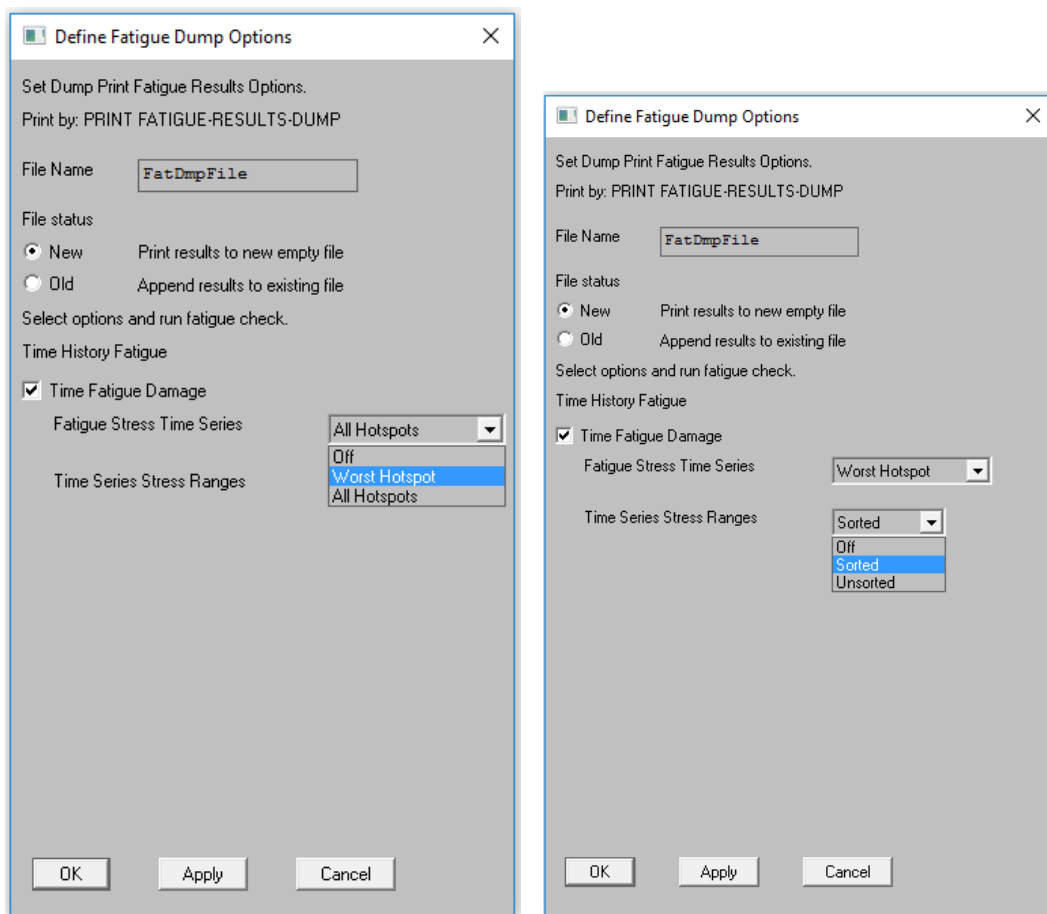 Define Fatigue Dump Options
Set Dump Print Fatigue Results Options.
Print by: PRINT FATIGUE-RESULTS-DUMP
File Name FatDmpFile
File status
New Print results to new empty file
Old Append results to existing file
Select options and run fatigue check.
Time History Fatigue
Time Fatigue Damage
Fatigue Stress Time Series All Hotspots
Off
Worst Hotspot
Time Series Stress Ranges
All Hotspots
OK Apply Cancel
Define Fatigue Dump Options
Set Dump Print Fatigue Results Options.
Print by: PRINT FATIGUE-RESULTS-DUMP
File Name FatDmpFile
File status
New Print results to new empty file
Old Append results to existing file
Select options and run fatigue check.
Time History Fatigue
Time Fatigue Damage
Fatigue Stress Time Series Worst Hotspot
Time Series Stress Ranges Sorted
Off
Sorted
Unsorted
OK Apply Cancel